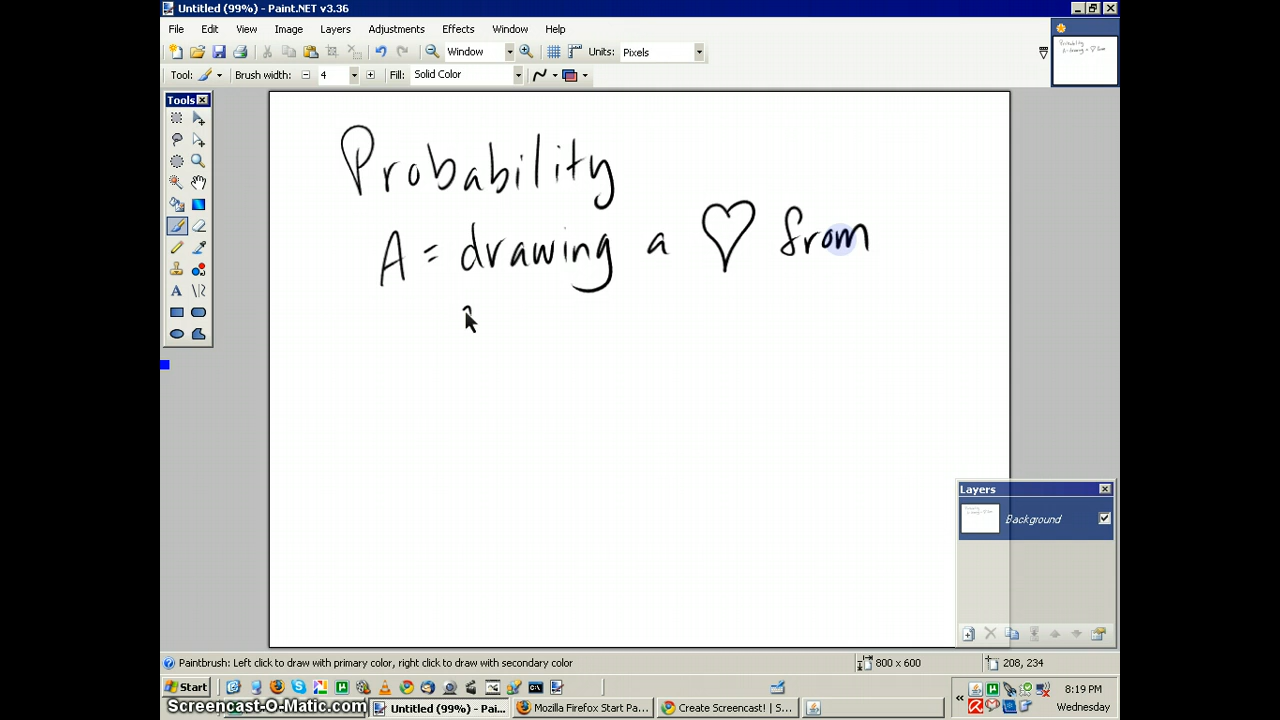 Untitled (99%) - Paint.NET v3.36
File Edit View Image Layers Adjustments Effects Window Help
Window Units: Pixels
Tool: Brush width: 4 Fill: Solid Color
Tools
Probability
A = drawing a ♡ from
Layers
Background
Paintbrush: Left click to draw with primary color, right click to draw with secondary color 800 x 600 208, 234
Start 8:19 PM
Untitled (99%) - Pai... Mozilla Firefox Start Pa... Create Screencast! | S... Wednesday
Screencast-O-Matic.com